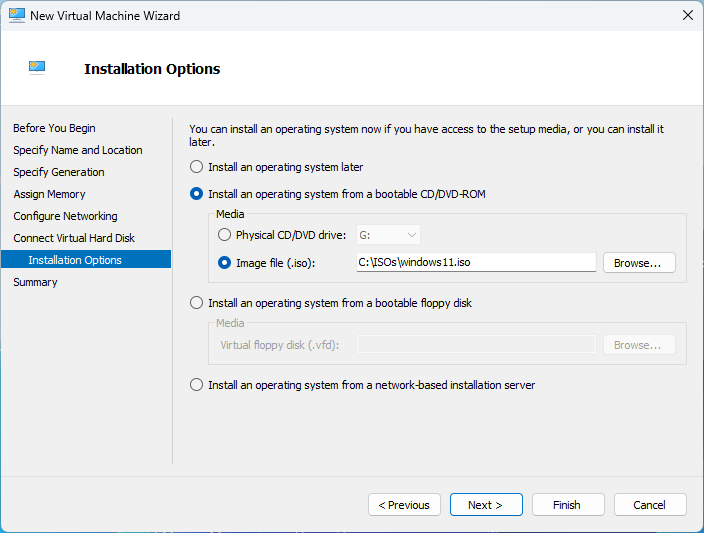 New Virtual Machine Wizard
Installation Options
Before You Begin
Specify Name and Location
Specify Generation
Assign Memory
Configure Networking
Connect Virtual Hard Disk
Installation Options
Summary
You can install an operating system now if you have access to the setup media, or you can install it
later.
Install an operating system later
Install an operating system from a bootable CD/DVD-ROM
Media
Physical CD/DVD drive: G:
Image file (.iso): C:\ISOs\windows11.iso Browse...
Install an operating system from a bootable floppy disk
Media
Virtual floppy disk (.vfd): Browse...
Install an operating system from a network-based installation server
< Previous Next > Finish Cancel